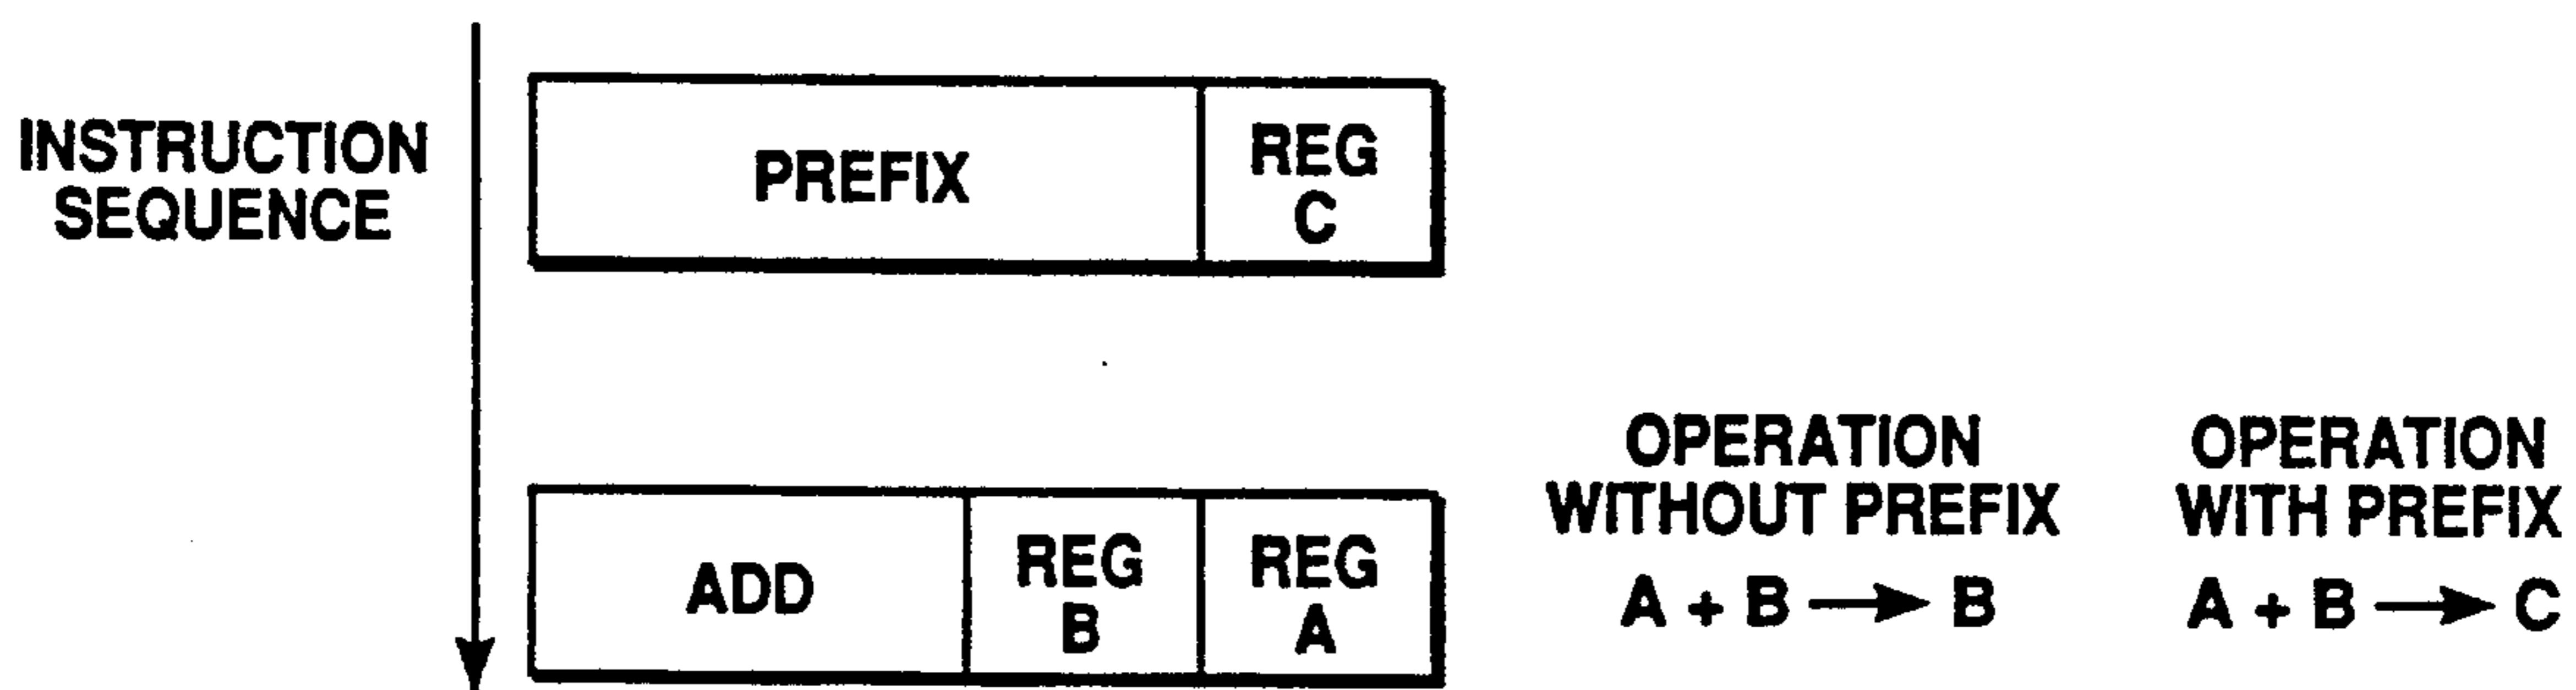 INSTRUCTION
SEQUENCE
PREFIX
REG
C
ADD
REG
B
REG
A
OPERATION
WITHOUT PREFIX
A + B → B
OPERATION
WITH PREFIX
A + B → C